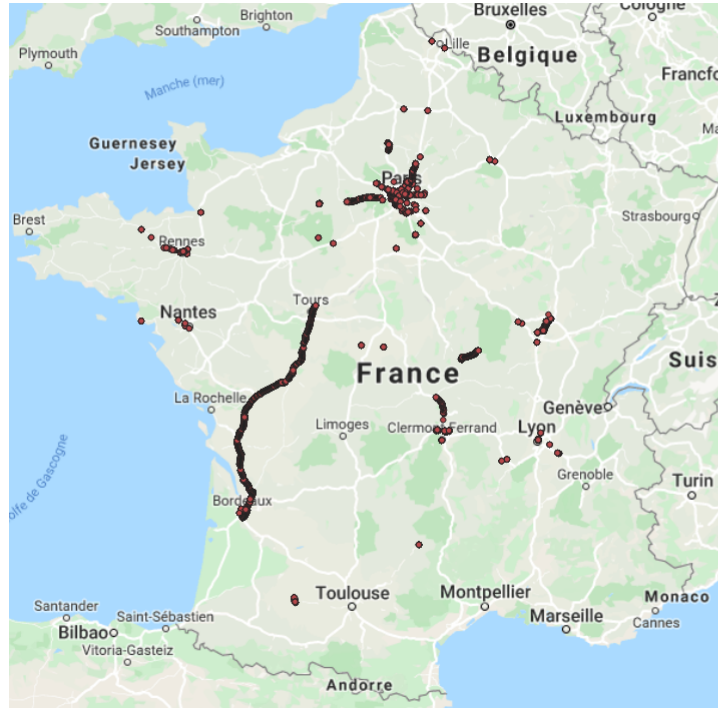 Bruxelles
Cologne
Brighton
Southampton
Plymouth
Lille
Belgique
Francfo
Manche (mer)
Luxembourg
Ma
Guernesey
Jersey
Paris
Brest
Rennes
Strasbourg
Tours
Nantes
Z
France
Suis
La Rochelle
Genève
Limoges
Clermont-Ferrand
Lyon
Grenoble
Turin
olfe de Gascogne
Bordeaux
Toulouse
Montpellier
Monaco
Santander
Saint-Sébastien
Marseille
Cannes
Bilbao
Vitoria-Gasteiz
Andorre